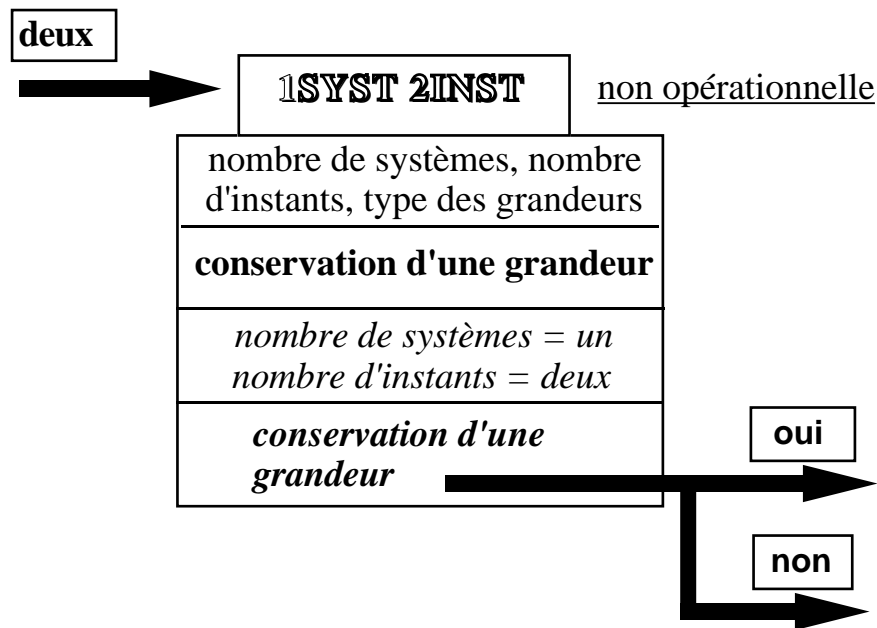 deux
1SYST 2INST
non opérationnelle
nombre de systèmes, nombre
d'instants, type des grandeurs
conservation d'une grandeur
nombre de systèmes = un
nombre d'instants = deux
conservation d'une
grandeur
oui
non